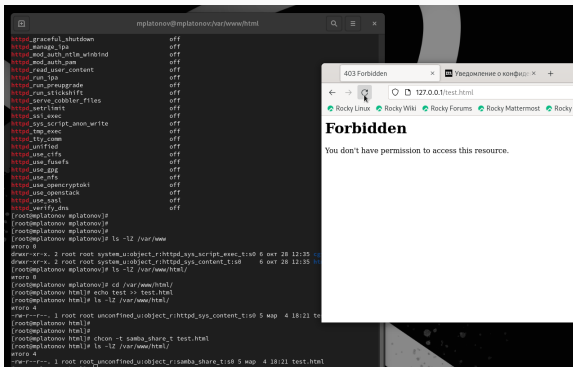 mplatonov@mplatonov:/var/www/html
httpd_graceful_shutdown off
httpd_manage_ipa off
httpd_mod_auth_ntlm_winbind off
httpd_mod_auth_pam off
httpd_read_user_content off
httpd_run_ipa off
httpd_run_preupgrade off
httpd_run_stickshift off
httpd_serve_cobbler_files off
httpd_setrlimit off
httpd_ssi_exec off
httpd_sys_script_anon_write off
httpd_tmp_exec off
httpd_tty_comm off
httpd_unified off
httpd_use_cifs off
httpd_use_fusefs off
httpd_use_gpg off
httpd_use_nfs off
httpd_use_opencryptoki off
httpd_use_openstack off
httpd_use_sasl off
httpd_verify_dns off
[root@mplatonov mplatonov]#
[root@mplatonov mplatonov]#
[root@mplatonov mplatonov]# ls -lZ /var/www
итого 0
drwxr-xr-x. 2 root root system_u:object_r:httpd_sys_script_exec_t:s0 6 окт 28 12:35
drwxr-xr-x. 2 root root system_u:object_r:httpd_sys_content_t:s0 6 окт 28 12:35
[root@mplatonov mplatonov]# ls -lZ /var/www/html/
итого 0
[root@mplatonov mplatonov]# cd /var/www/html/
[root@mplatonov html]# echo test >> test.html
[root@mplatonov html]# ls -lZ /var/www/html/
итого 4
-rw-r--r--. 1 root root unconfined_u:object_r:httpd_sys_content_t:s0 5 мар 4 18:21 te
[root@mplatonov html]#
[root@mplatonov html]#
[root@mplatonov html]# chcon -t samba_share_t test.html
[root@mplatonov html]# ls -lZ /var/www/html/
итого 4
-rw-r--r--. 1 root root unconfined_u:object_r:samba_share_t:s0 5 мар 4 18:21 test.html
[root@mplatonov html]#
403 Forbidden
Уведомление о конфид
127.0.0.1/test.html
Rocky Linux Rocky Wiki Rocky Forums Rocky Mattermost Rocky
Forbidden
You don't have permission to access this resource.